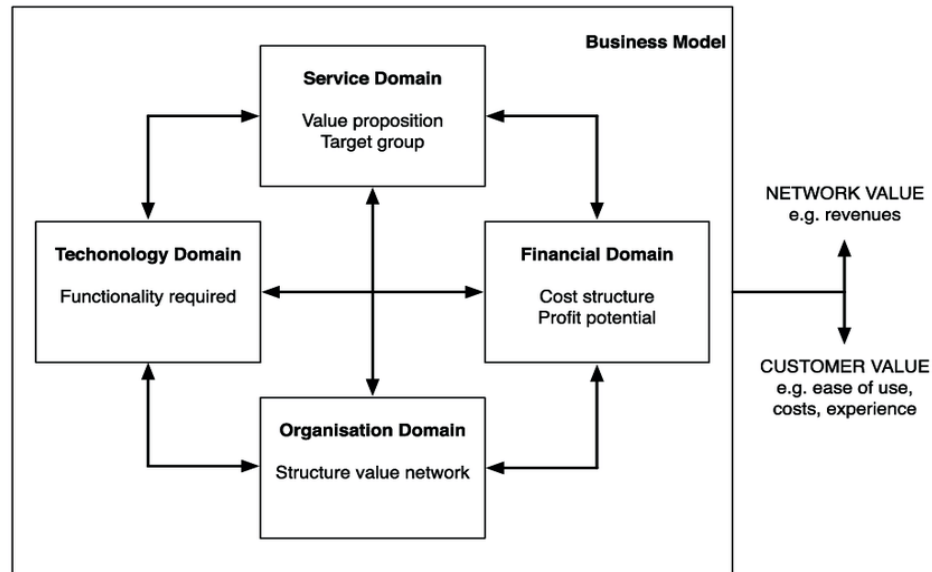 Business Model
Service Domain
Value proposition
Target group
Techonology Domain
Functionality required
Financial Domain
Cost structure
Profit potential
Organisation Domain
Structure value network
NETWORK VALUE
e.g. revenues
CUSTOMER VALUE
e.g. ease of use,
costs, experience